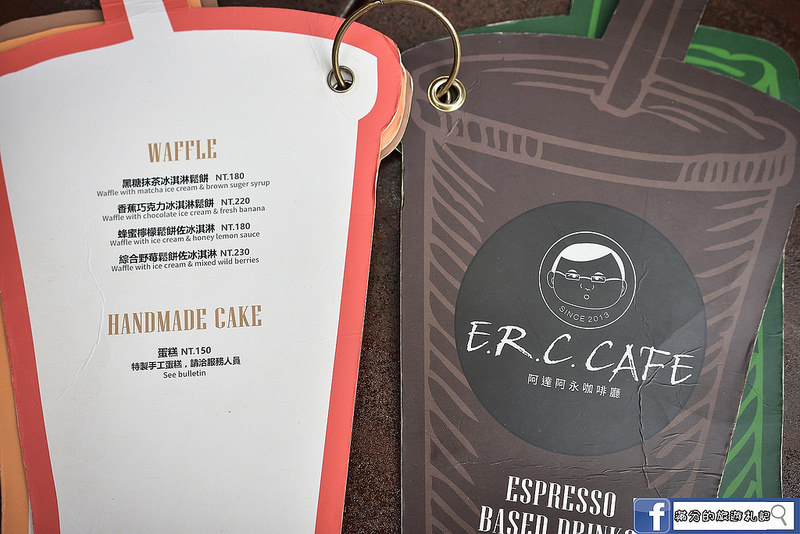 WAFFLE
黑糖抹茶冰淇淋鬆餅 NT.180
Waffle with matcha ice cream & brown suger syrup
香蕉巧克力冰淇淋鬆餅 NT.220
Waffle with chocolate ice cream & fresh banana
蜂蜜檸檬鬆餅佐冰淇淋 NT.180
Waffle with ice cream & honey lemon sauce
綜合野莓鬆餅佐冰淇淋 NT.230
Waffle with ice cream & mixed wild berries
HANDMADE CAKE
蛋糕 NT.150
特製手工蛋糕，請洽服務人員
See bulletin
SINCE 2013
E.R.C. CAFE
阿達阿永咖啡廳
ESPRESSO
BASED DRINKS
f 滿分的旅遊札記